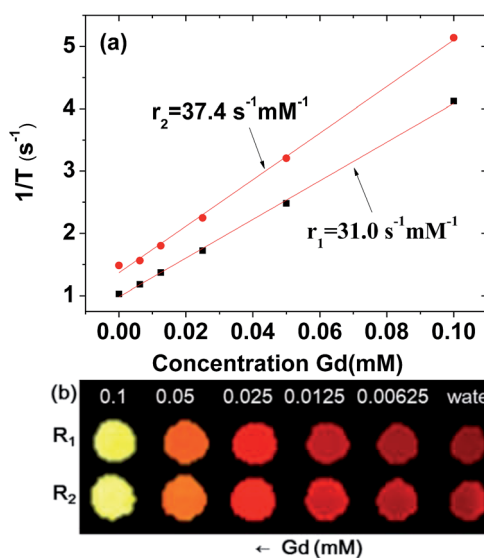 (a)
r₂=37.4 s⁻¹mM⁻¹
r₁=31.0 s⁻¹mM⁻¹
1/T (s⁻¹)
5
4
3
2
1
0.00 0.02 0.04 0.06 0.08 0.10
Concentration Gd(mM)
(b)
0.1 0.05 0.025 0.0125 0.00625 wate
R₁
R₂
← Gd (mM)